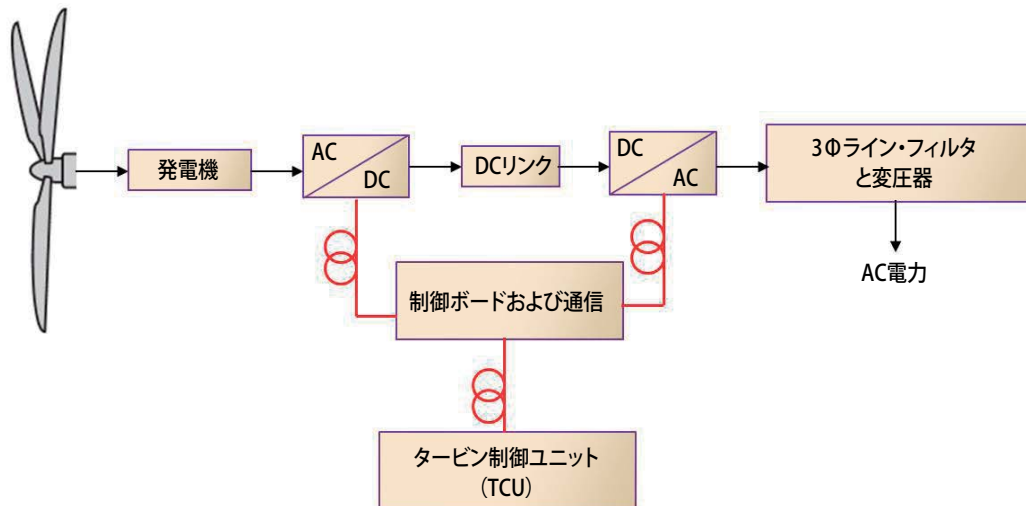 発電機
AC
DC
DCリンク
DC
AC
3Φライン・フィルタ
と変圧器
AC電力
制御ボードおよび通信
タービン制御ユニット
(TCU)